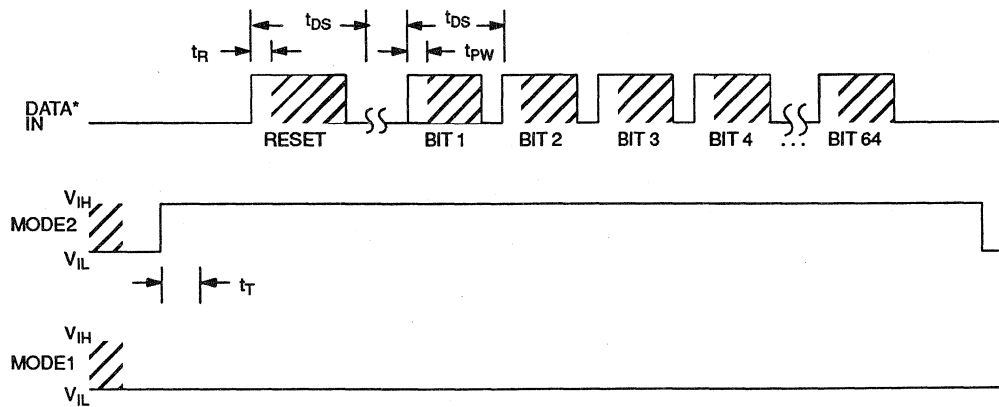 tDS tDS
tR tPW
DATA*
IN
RESET BIT 1 BIT 2 BIT 3 BIT 4 ... BIT 64
VIH
MODE2
VIL
tT
VIH
MODE1
VIL